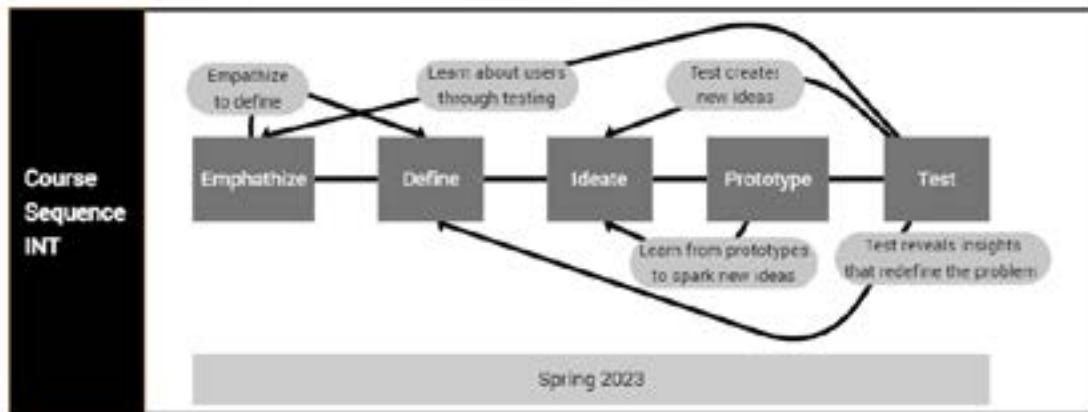 Course
Sequence
INT
Empathize
to define
Learn about users
through testing
Test creates
new ideas
Emphathize
Define
Ideate
Prototype
Test
Learn from prototypes
to spark new ideas
Test reveals insights
that redefine the problem
Spring 2023